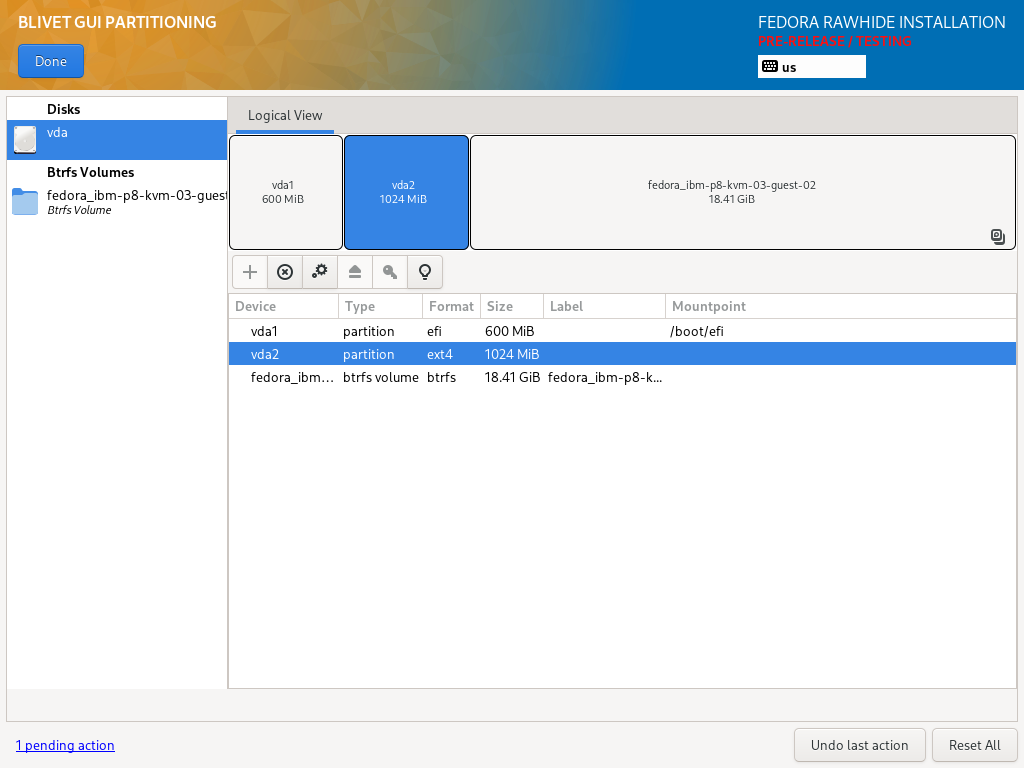 BLIVET GUI PARTITIONING
FEDORA RAWHIDE INSTALLATION
PRE-RELEASE / TESTING
Done
us
Disks
vda
Btrfs Volumes
fedora_ibm-p8-kvm-03-guest
Btrfs Volume
Logical View
vda1
600 MiB
vda2
1024 MiB
fedora_ibm-p8-kvm-03-guest-02
18.41 GiB
Device Type Format Size Label Mountpoint
vda1 partition efi 600 MiB /boot/efi
vda2 partition ext4 1024 MiB
fedora_ibm... btrfs volume btrfs 18.41 GiB fedora_ibm-p8-k...
1 pending action
Undo last action
Reset All